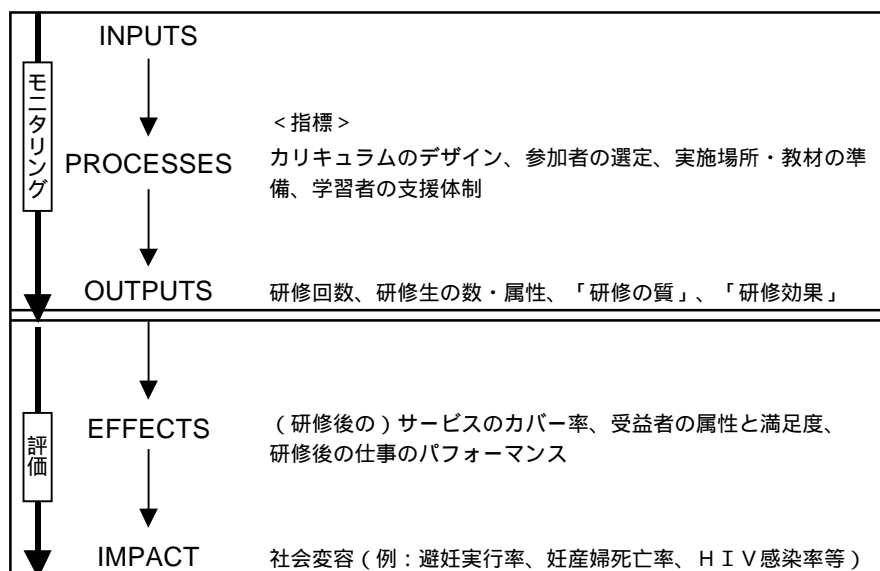 INPUTS
モニタリング
<指標>
PROCESSES
カリキュラムのデザイン、参加者の選定、実施場所・教材の準
備、学習者の支援体制
OUTPUTS
研修回数、研修生の数・属性、「研修の質」、「研修効果」
EFFECTS
(研修後の)サービスのカバー率、受益者の属性と満足度、
研修後の仕事のパフォーマンス
評価
IMPACT
社会変容(例:避妊実行率、妊産婦死亡率、HIV感染率等)